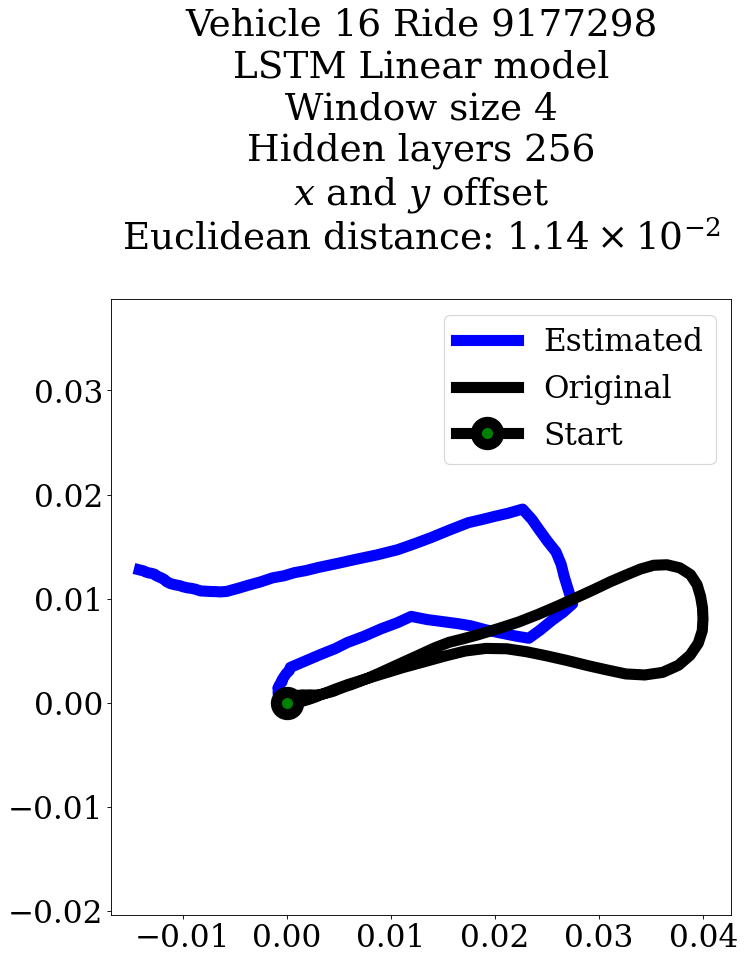 Vehicle 16 Ride 9177298
LSTM Linear model
Window size 4
Hidden layers 256
x and y offset
Euclidean distance: 1.14 × 10⁻²
Estimated
Original
Start
0.03
0.02
0.01
0.00
−0.01
−0.02
−0.01 0.00 0.01 0.02 0.03 0.04